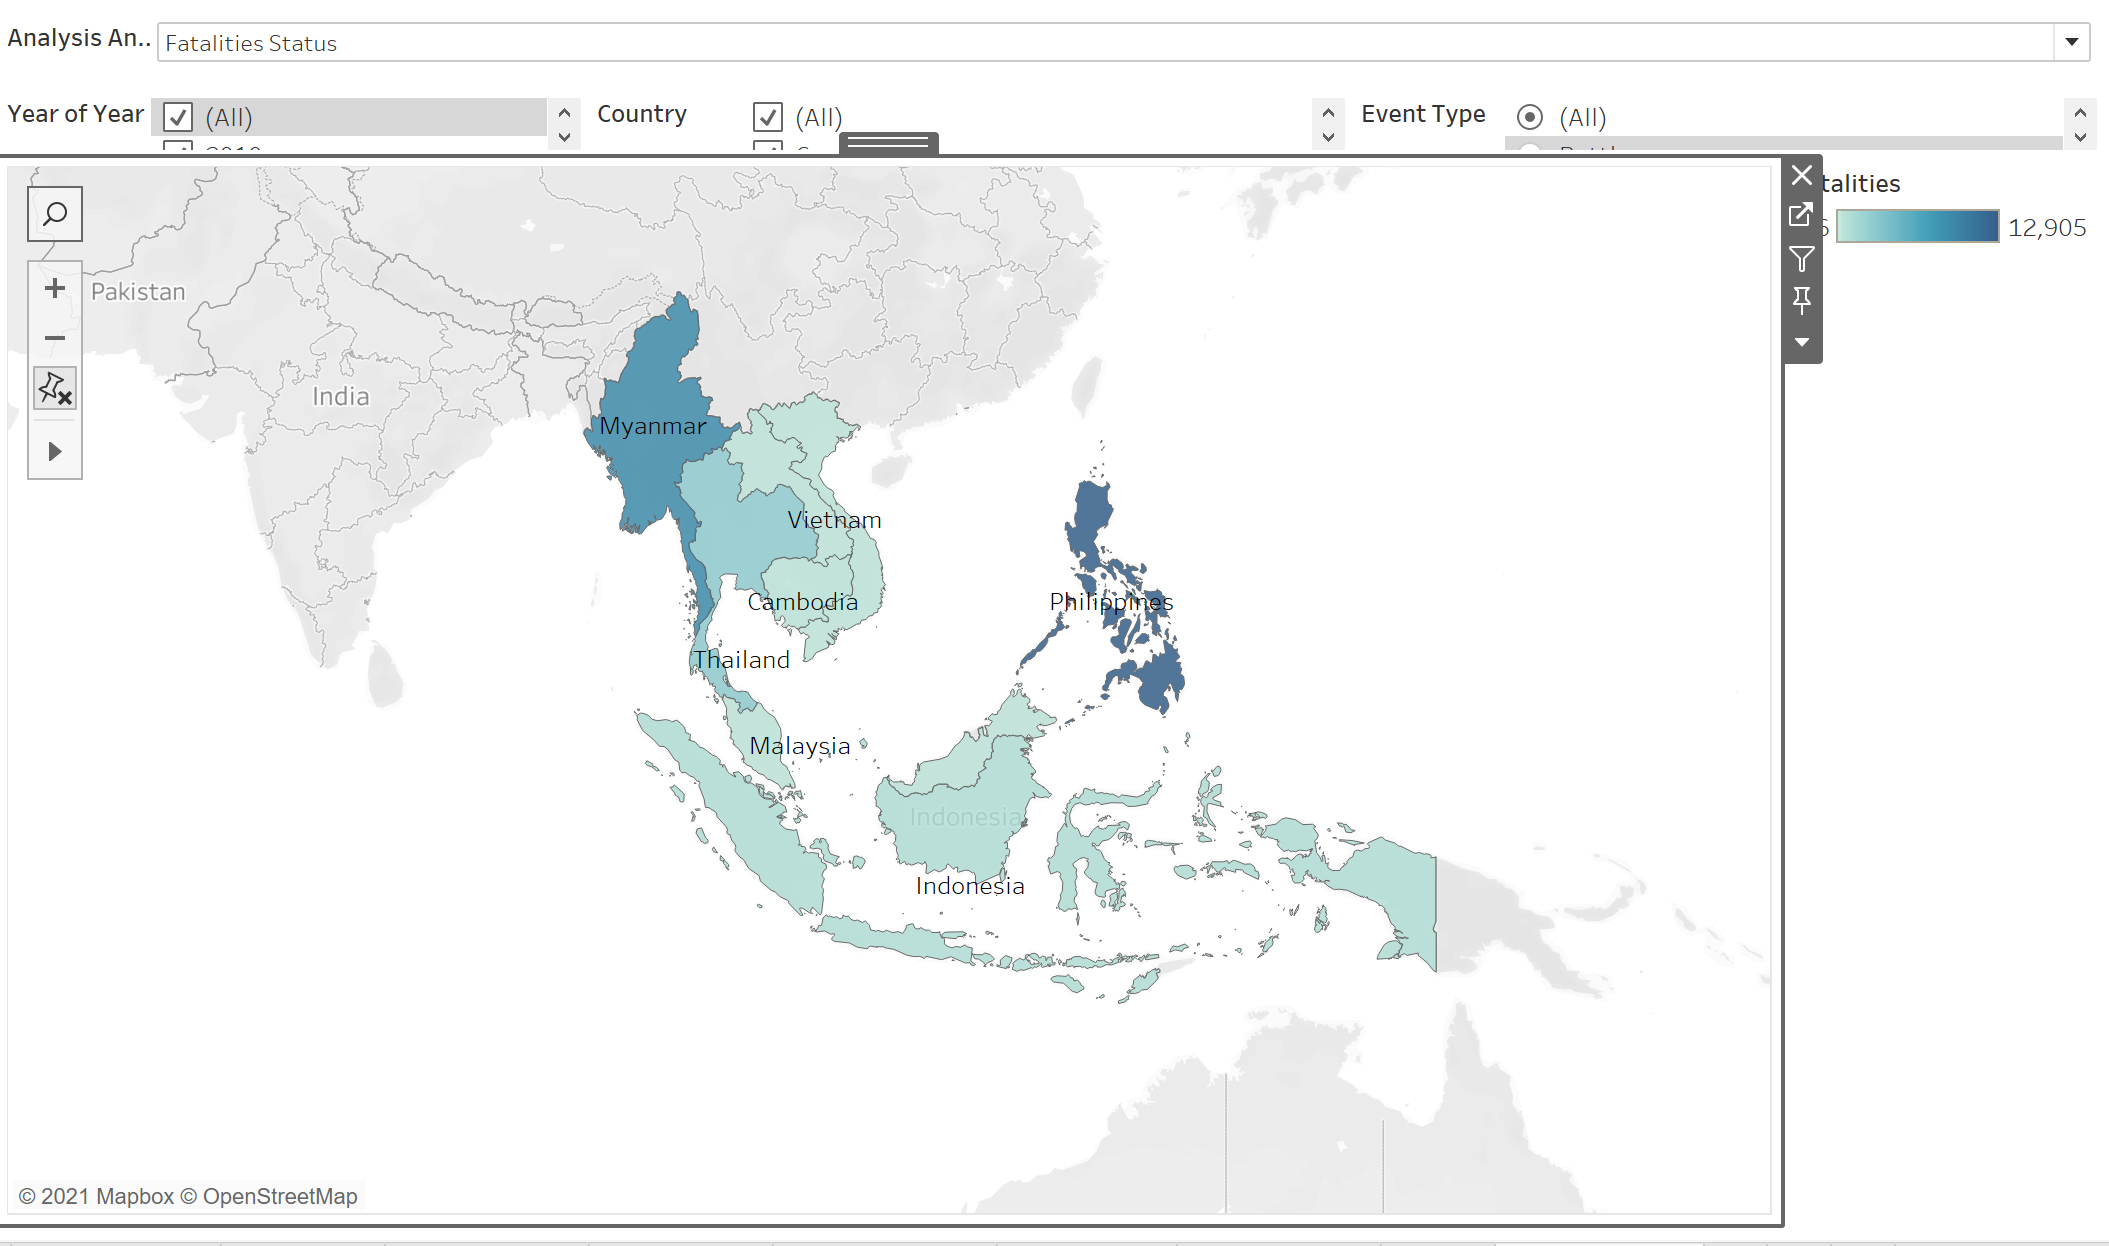 Analysis An..
Fatalities Status
Year of Year
(All)
Country
(All)
Event Type
(All)
talities
12,905
Pakistan
India
Myanmar
Vietnam
Cambodia
Philippines
Thailand
Malaysia
Indonesia
Indonesia
© 2021 Mapbox © OpenStreetMap